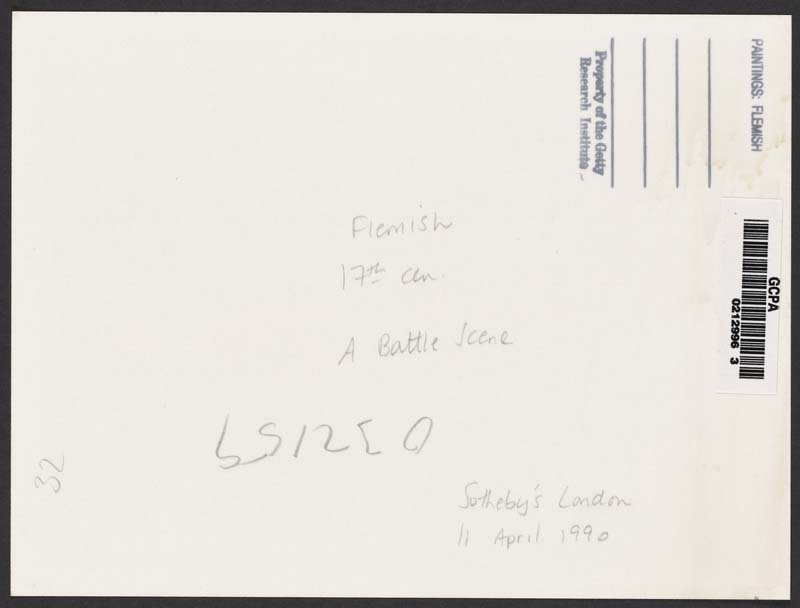 PAINTINGS: FLEMISH
Property of the Getty
Research Institute
GCPA
0212996 3
Flemish
17th cen.
A Battle Scene
32
Sotheby's London
11 April 1990